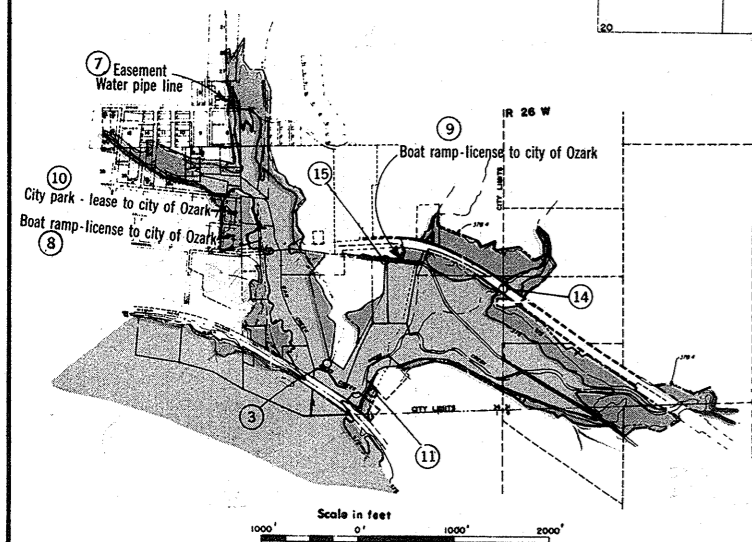 20
7
Easement
Water pipe line
R 26 W
9
Boat ramp-license to city of Ozark
15
10
City park - lease to city of Ozark
Boat ramp-license to city of Ozark
8
CITY LIMITS
14
3
CITY LIMITS
11
Scale in feet
1000' 0' 1000' 2000'